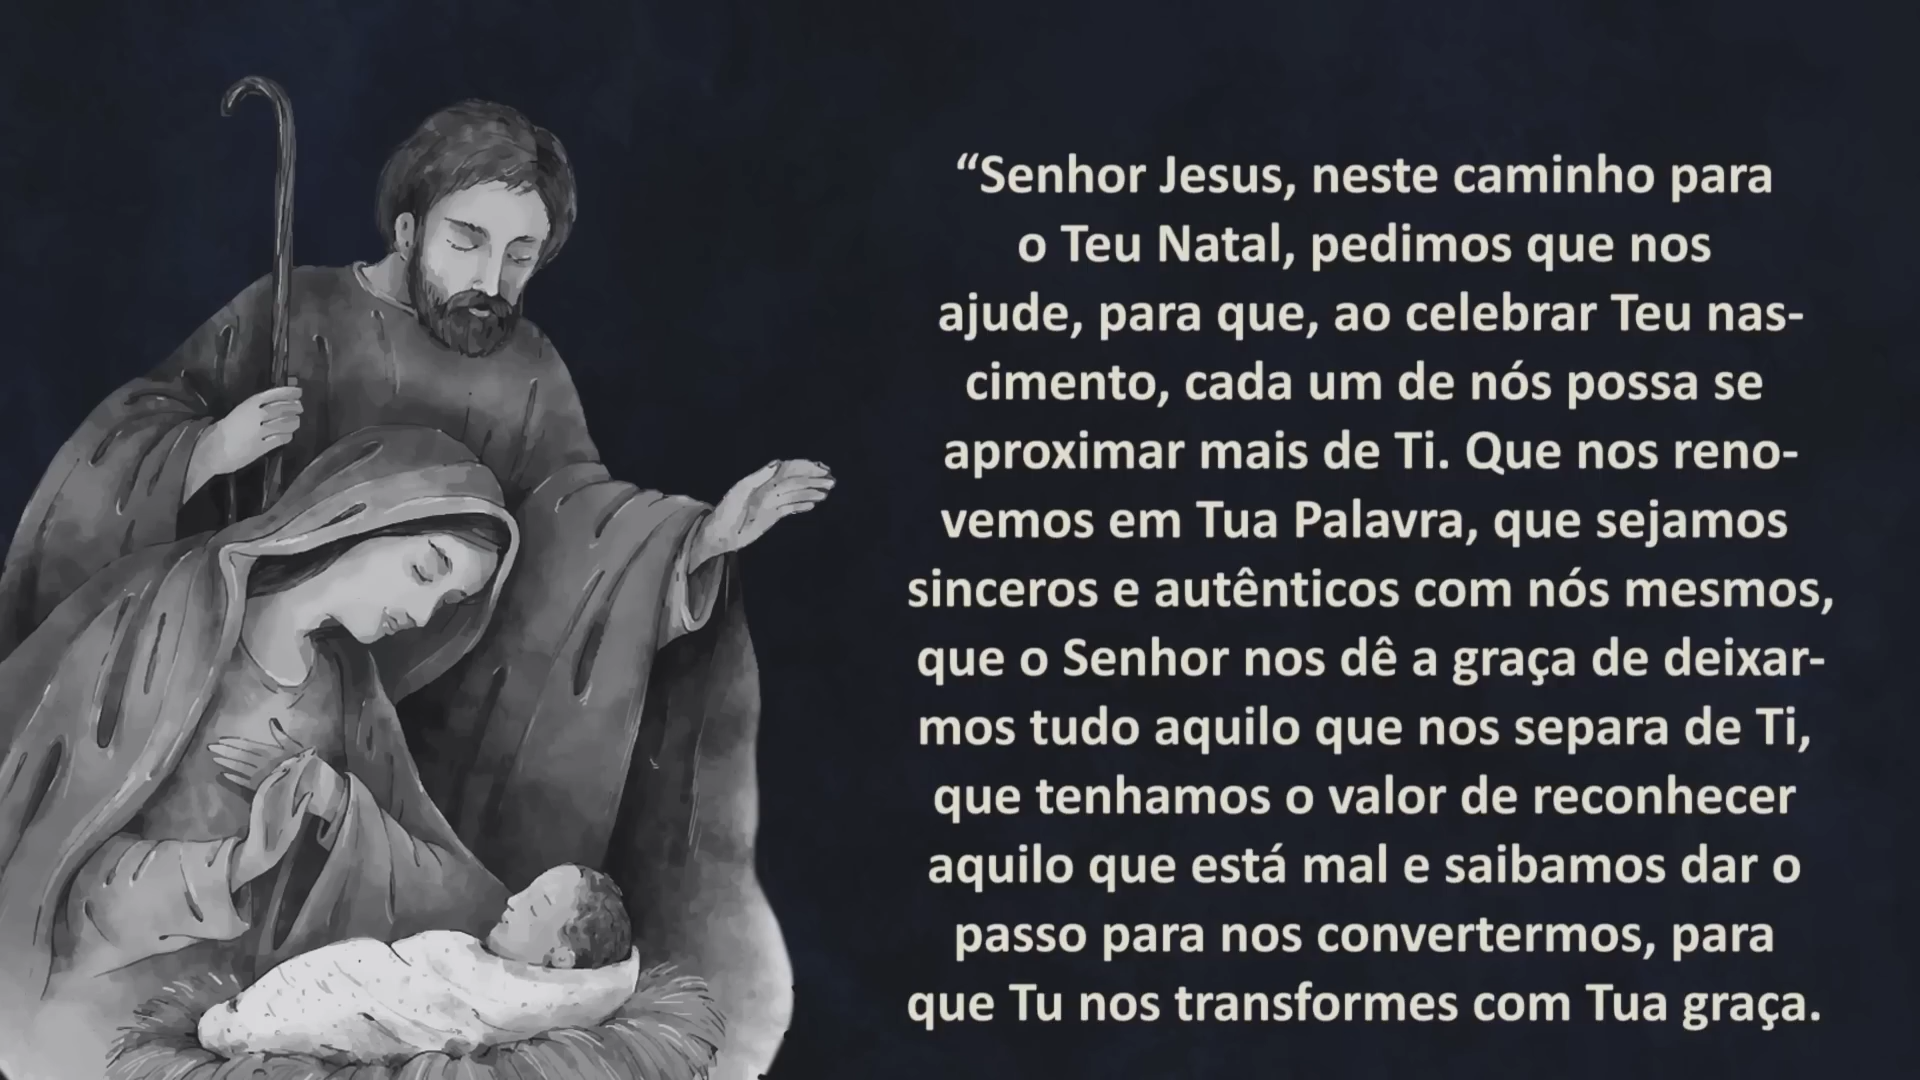 “Senhor Jesus, neste caminho para
o Teu Natal, pedimos que nos
ajude, para que, ao celebrar Teu nas-
cimento, cada um de nós possa se
aproximar mais de Ti. Que nos reno-
vemos em Tua Palavra, que sejamos
sinceros e autênticos com nós mesmos,
que o Senhor nos dê a graça de deixar-
mos tudo aquilo que nos separa de Ti,
que tenhamos o valor de reconhecer
aquilo que está mal e saibamos dar o
passo para nos convertermos, para
que Tu nos transformes com Tua graça.